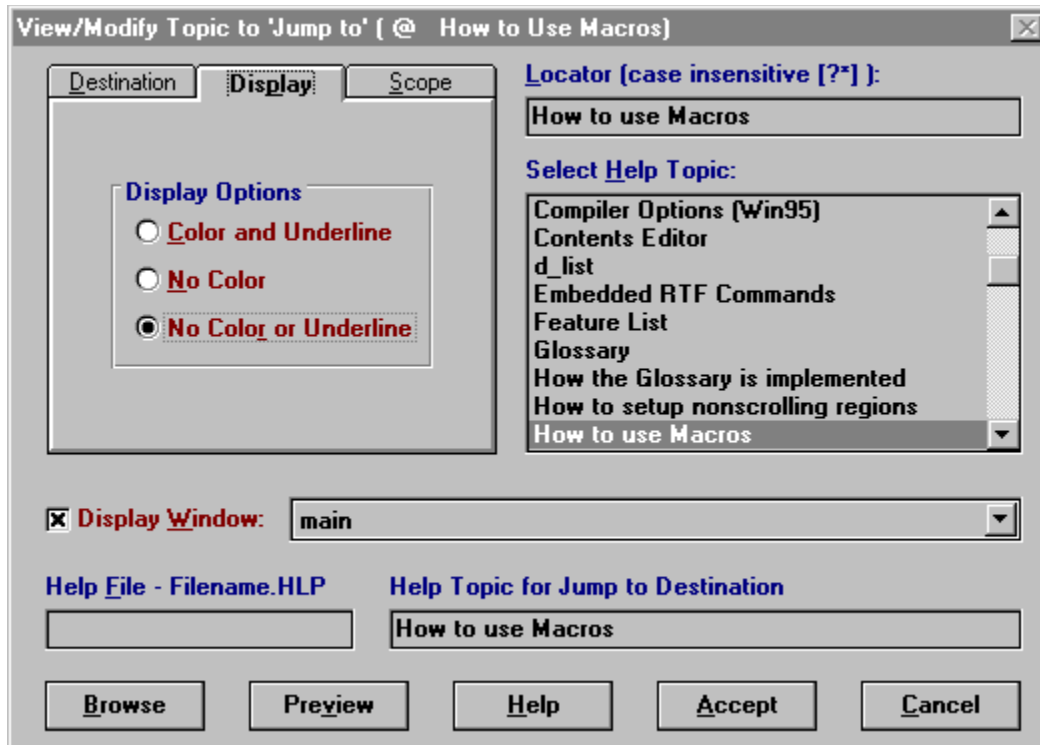 View/Modify Topic to 'Jump to' ( @   How to Use Macros)
Destination
Display
Scope
Display Options
Color and Underline
No Color
No Color or Underline
Locator (case insensitive [?*] ):
How to use Macros
Select Help Topic:
Compiler Options (Win95)
Contents Editor
d_list
Embedded RTF Commands
Feature List
Glossary
How the Glossary is implemented
How to setup nonscrolling regions
How to use Macros
Display Window:
main
Help File - Filename.HLP
Help Topic for Jump to Destination
How to use Macros
Browse
Preview
Help
Accept
Cancel